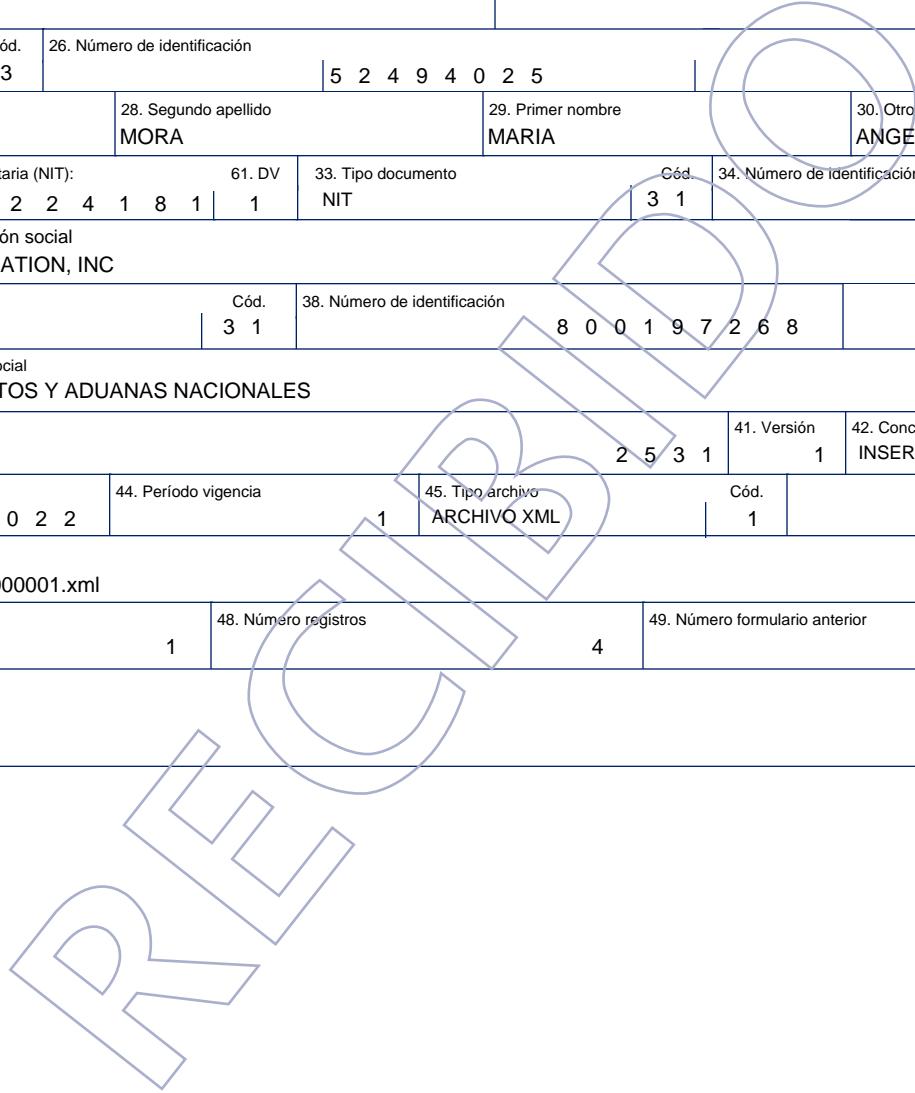 ód. 26. Número de identificación
3 5 2 4 9 4 0 2 5
28. Segundo apellido 29. Primer nombre 30. Otro
MORA MARIA ANGE
taria (NIT): 61. DV 33. Tipo documento Cód. 34. Número de identificación
2 2 4 1 8 1 1 NIT 3 1
ón social
ATION, INC
Cód. 38. Número de identificación
3 1 8 0 0 1 9 7 2 6 8
ocial
TOS Y ADUANAS NACIONALES
41. Versión 42. Conc
2 5 3 1 1 INSER
44. Período vigencia 45. Tipo archivo Cód.
0 2 2 1 ARCHIVO XML 1
000001.xml
48. Número registros 49. Número formulario anterior
1 4
RECIBIDO